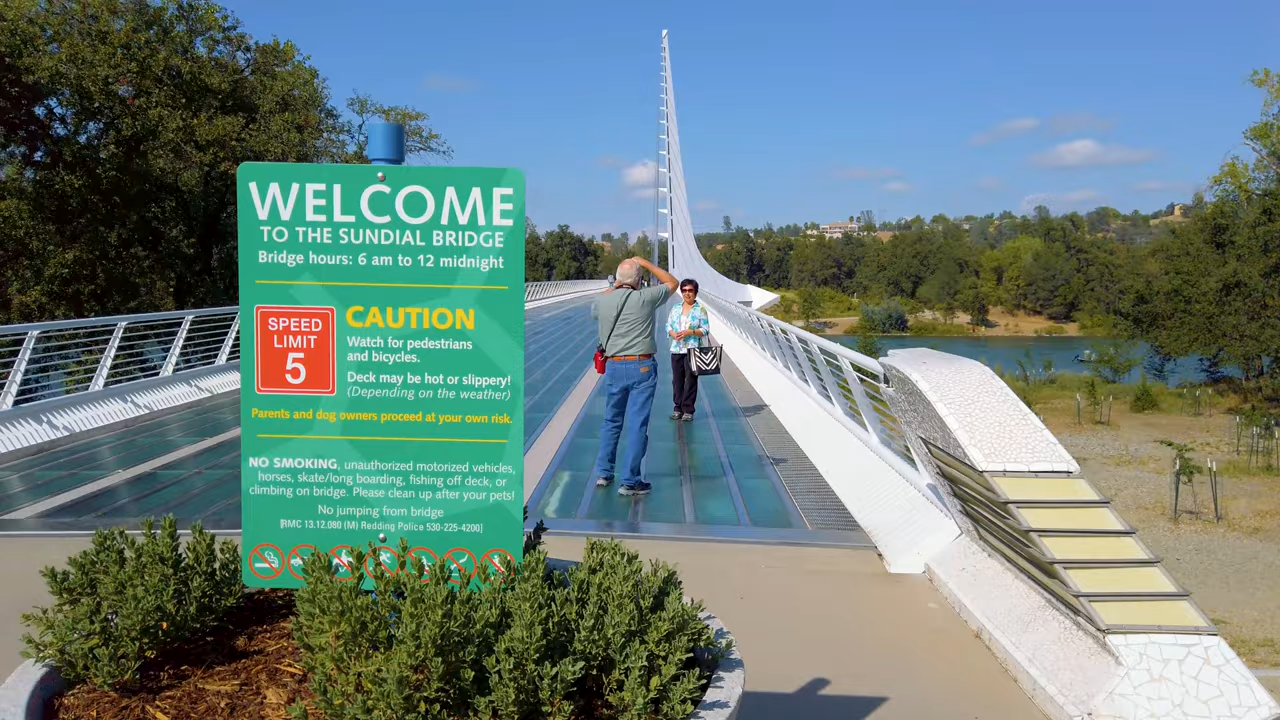 WELCOME
TO THE SUNDIAL BRIDGE
Bridge hours: 6 am to 12 midnight
SPEED
LIMIT
5
CAUTION
Watch for pedestrians
and bicycles.
Deck may be hot or slippery!
(Depending on the weather)
Parents and dog owners proceed at your own risk.
NO SMOKING, unauthorized motorized vehicles,
horses, skate/long boarding, fishing off deck, or
climbing on bridge. Please clean up after your pets!
No jumping from bridge
[RMC 13.12.080 (M) Redding Police 530-225-4200]